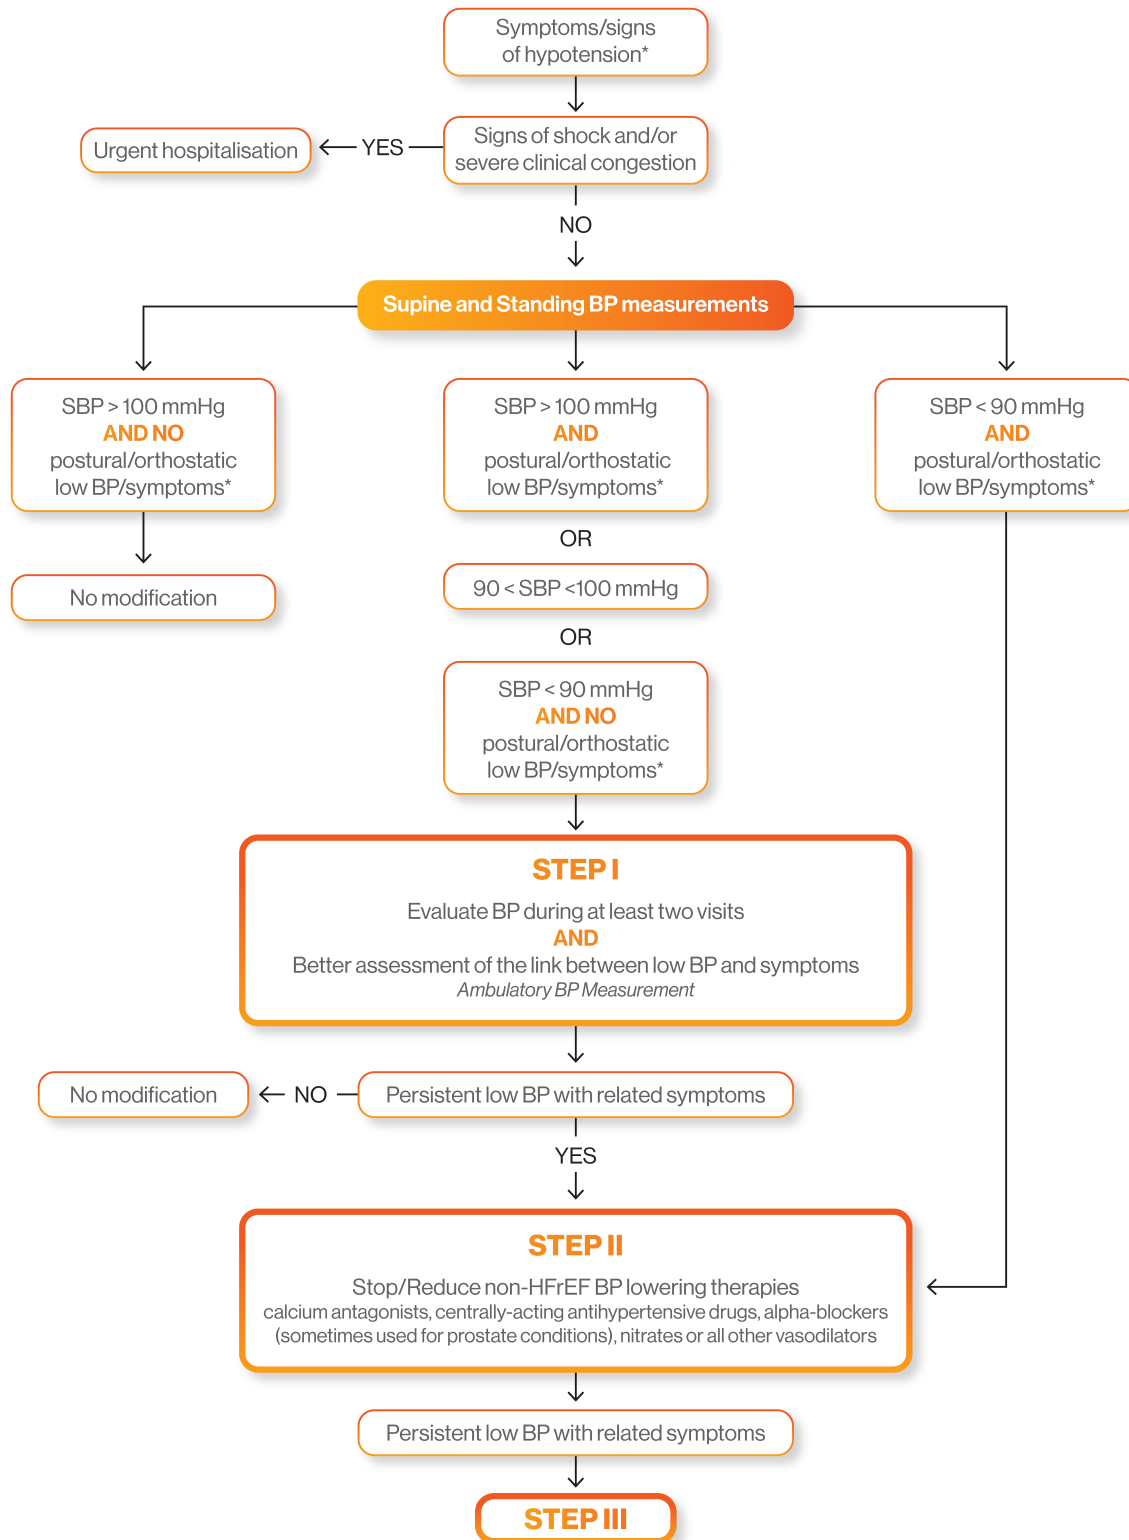 Symptoms/signs
of hypotension*
Signs of shock and/or
severe clinical congestion
YES
Urgent hospitalisation
NO
Supine and Standing BP measurements
SBP > 100 mmHg
AND NO
postural/orthostatic
low BP/symptoms*
No modification
SBP > 100 mmHg
AND
postural/orthostatic
low BP/symptoms*
OR
90 < SBP <100 mmHg
OR
SBP < 90 mmHg
AND NO
postural/orthostatic
low BP/symptoms*
SBP < 90 mmHg
AND
postural/orthostatic
low BP/symptoms*
STEP I
Evaluate BP during at least two visits
AND
Better assessment of the link between low BP and symptoms
Ambulatory BP Measurement
Persistent low BP with related symptoms
NO
No modification
YES
STEP II
Stop/Reduce non-HFrEF BP lowering therapies
calcium antagonists, centrally-acting antihypertensive drugs, alpha-blockers
(sometimes used for prostate conditions), nitrates or all other vasodilators
Persistent low BP with related symptoms
STEP III